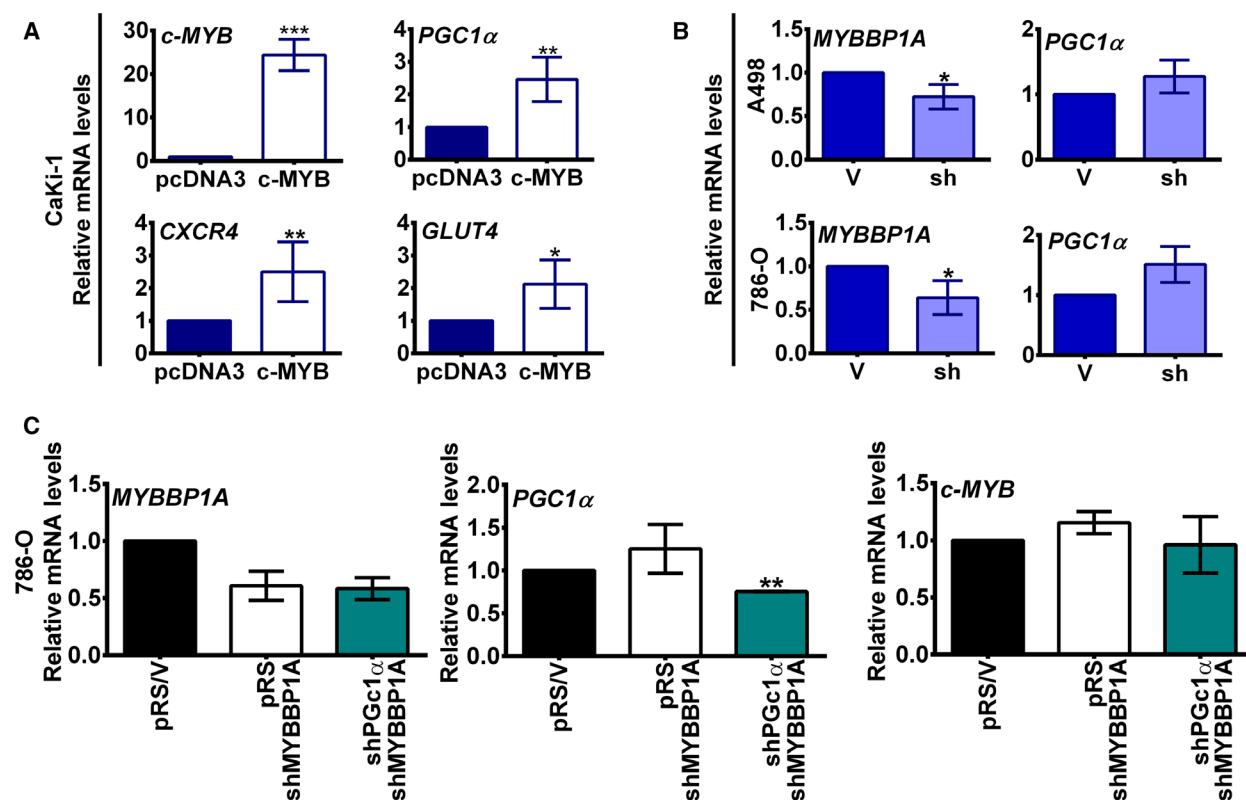 A
CaKi-1
Relative mRNA levels
c-MYB
***
30
20
10
0
pcDNA3 c-MYB
PGC1α
**
4
3
2
1
0
pcDNA3 c-MYB
CXCR4
**
4
3
2
1
0
pcDNA3 c-MYB
GLUT4
*
4
3
2
1
0
pcDNA3 c-MYB
B
Relative mRNA levels
A498
MYBBP1A
*
1.5
1.0
0.5
0.0
V sh
PGC1α
2
1
0
V sh
786-O
MYBBP1A
*
1.5
1.0
0.5
0.0
V sh
PGC1α
2
1
0
V sh
C
786-O
Relative mRNA levels
MYBBP1A
1.5
1.0
0.5
0.0
pRS/V
pRS
shMYBBP1A
shPGc1α
shMYBBP1A
Relative mRNA levels
PGC1α
**
2.0
1.5
1.0
0.5
0.0
pRS/V
pRS
shMYBBP1A
shPGc1α
shMYBBP1A
Relative mRNA levels
c-MYB
1.5
1.0
0.5
0.0
pRS/V
pRS
shMYBBP1A
shPGc1α
shMYBBP1A